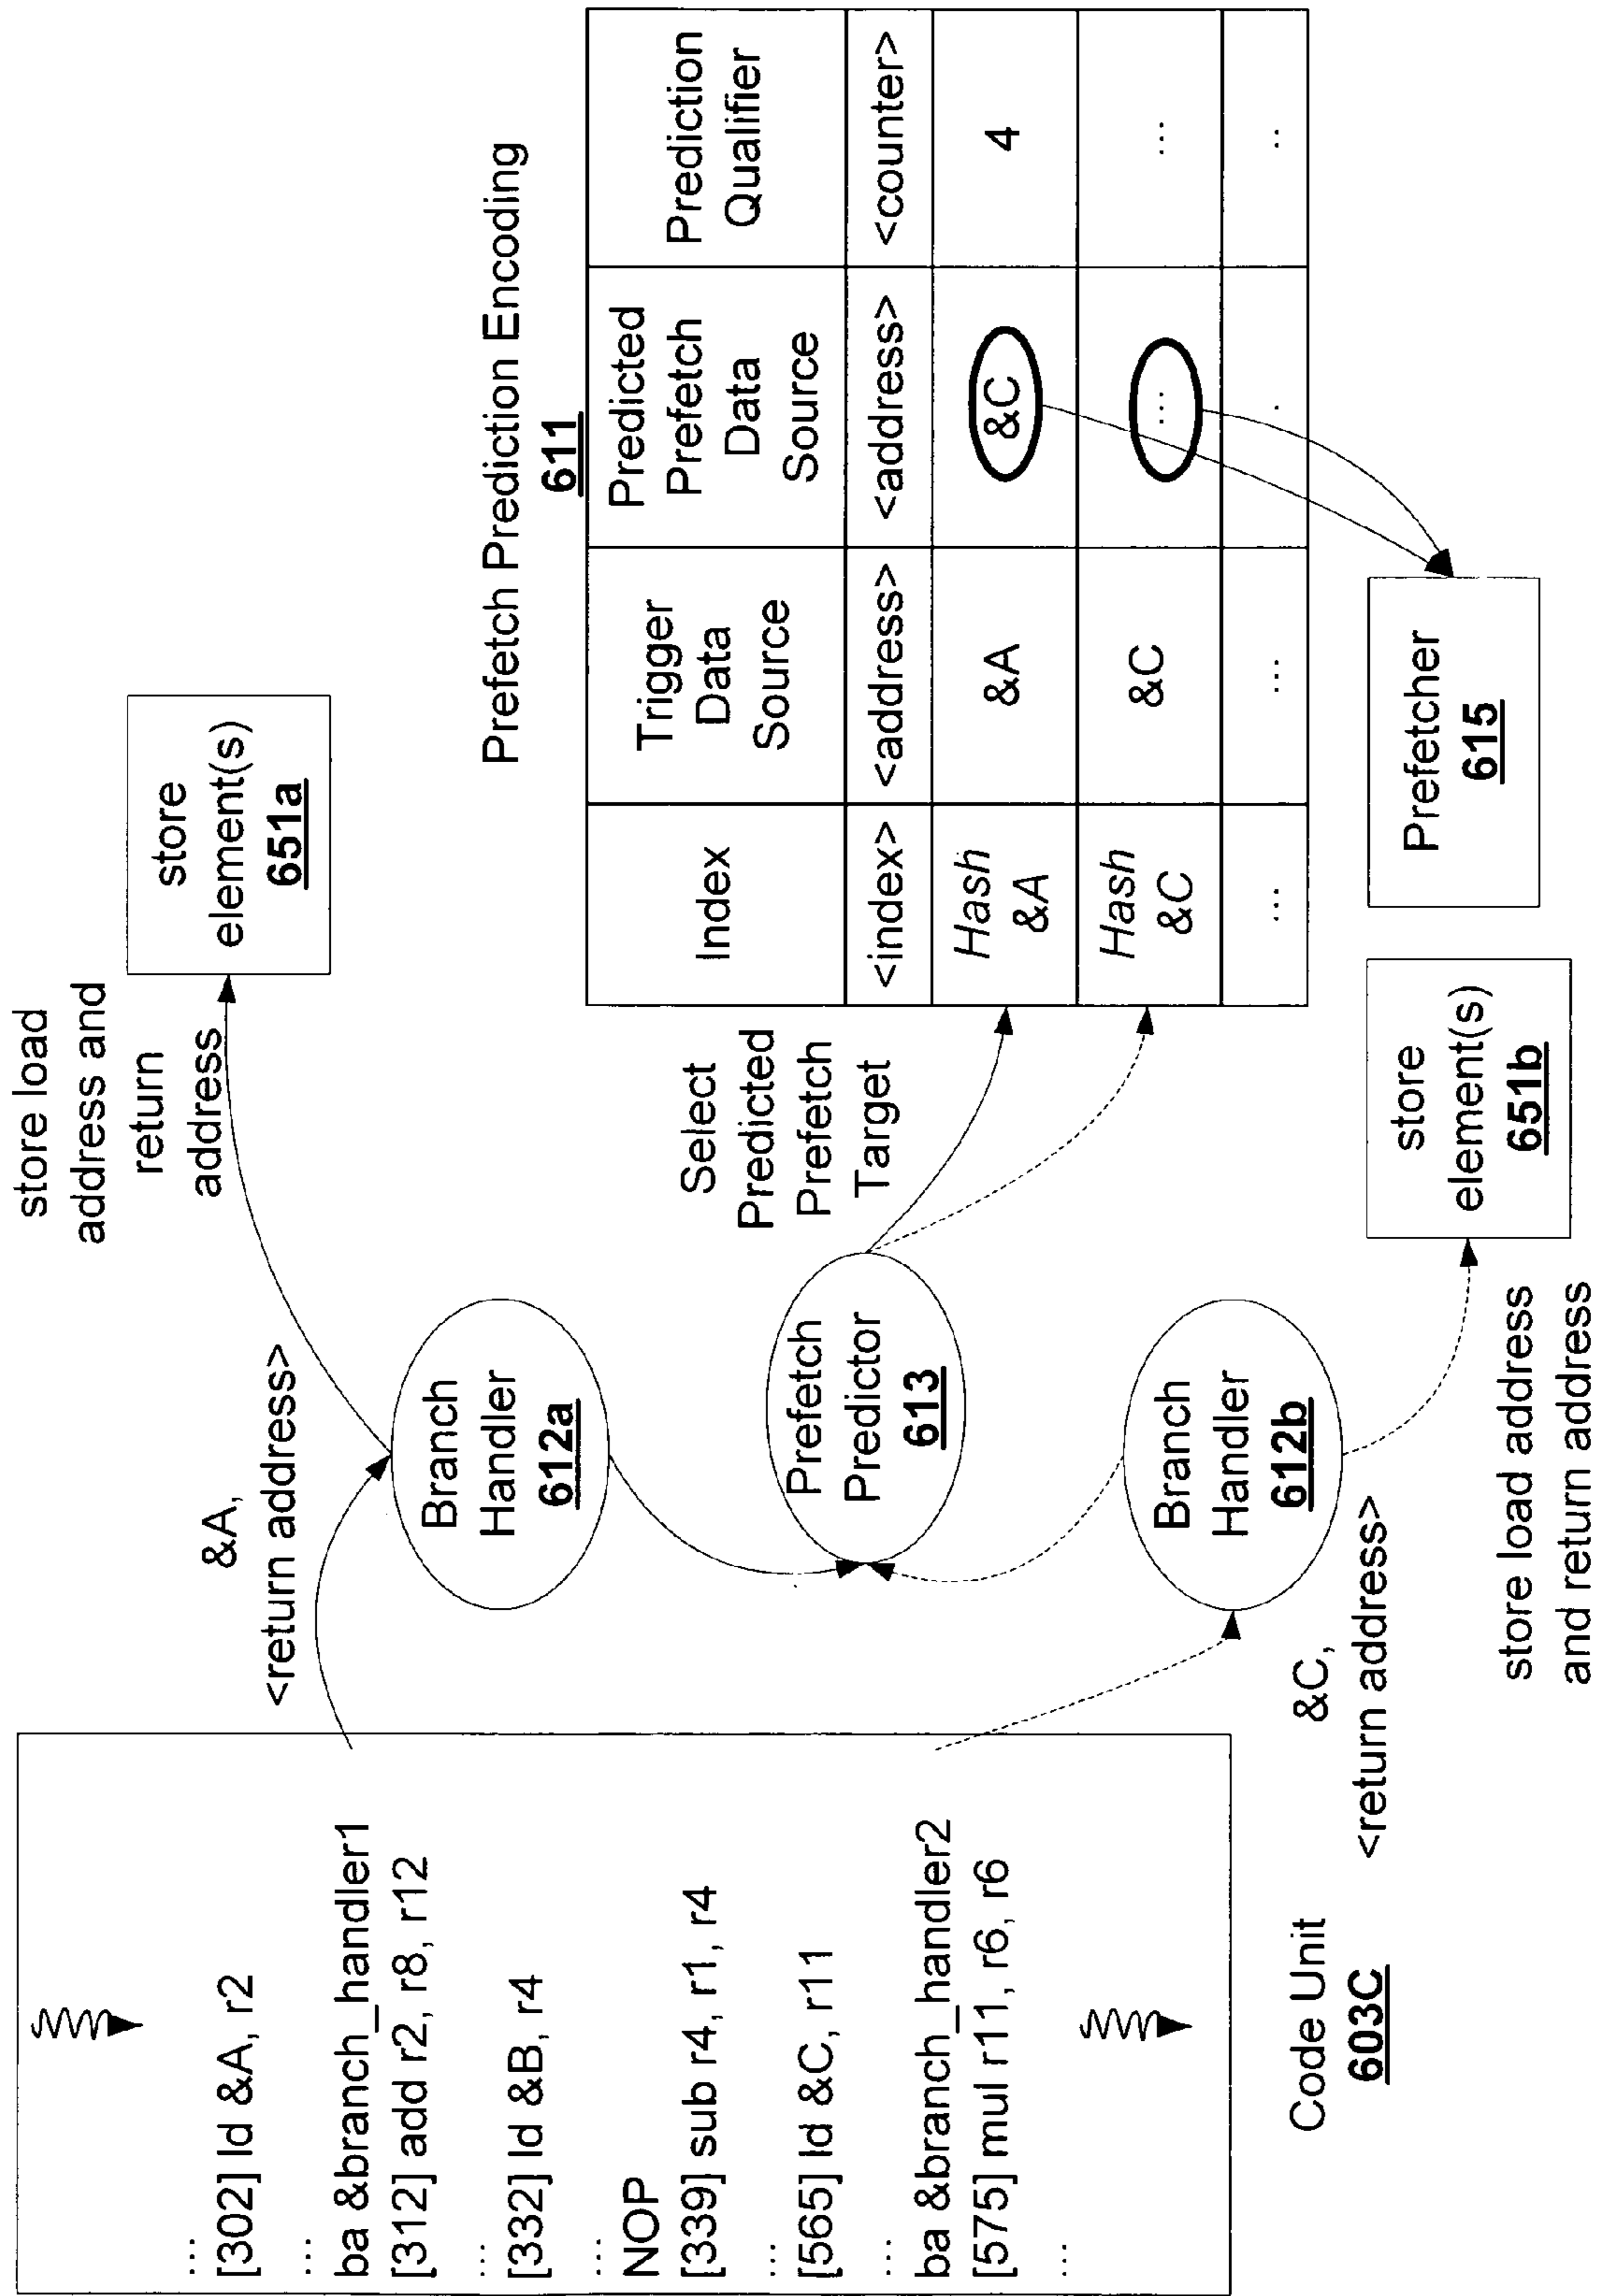 ...
[302] ld &A, r2
...
ba &branch_handler1
[312] add r2, r8, r12
...
[332] ld &B, r4
...
NOP
[339] sub r4, r1, r4
...
[565] ld &C, r11
...
ba &branch_handler2
[575] mul r11, r6, r6
...
Code Unit
603C
&A,
<return address>
Branch
Handler
612a
store load
address and
return
address
store
element(s)
651a
Prefetch
Predictor
613
Select
Predicted
Prefetch
Target
&C,
<return address>
Branch
Handler
612b
store load address
and return address
store
element(s)
651b
Prefetch Prediction Encoding
611
Index
Trigger
Data
Source
Predicted
Prefetch
Data
Source
Prediction
Qualifier
<index>
<address>
<address>
<counter>
Hash
&A
&A
&C
4
Hash
&C
&C
...
...
...
...
.
..
Prefetcher
615